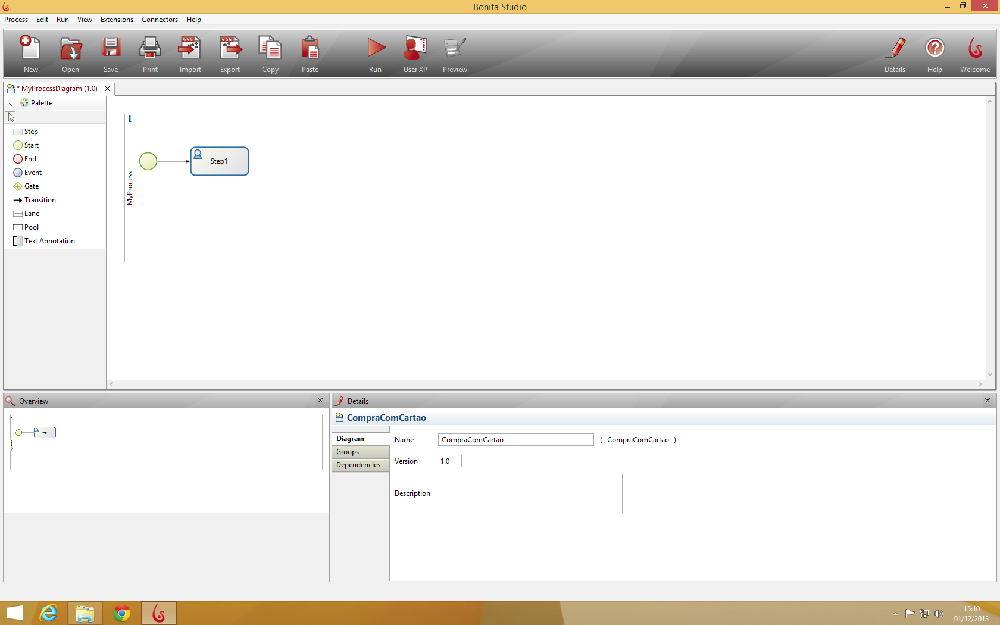 Bonita Studio
Process Edit Run View Extensions Connectors Help
New Open Save Print Import Export Copy Paste Run User XP Preview Details Help Welcome
* MyProcessDiagram (1.0)
Palette
Step
Start
End
Event
Gate
Transition
Lane
Pool
Text Annotation
i
Step1
MyProcess
Overview
Step1
Details
CompraComCartao
Diagram
Groups
Dependencies
Name CompraComCartao ( CompraComCartao )
Version 1.0
Description
15:10
01/12/2013